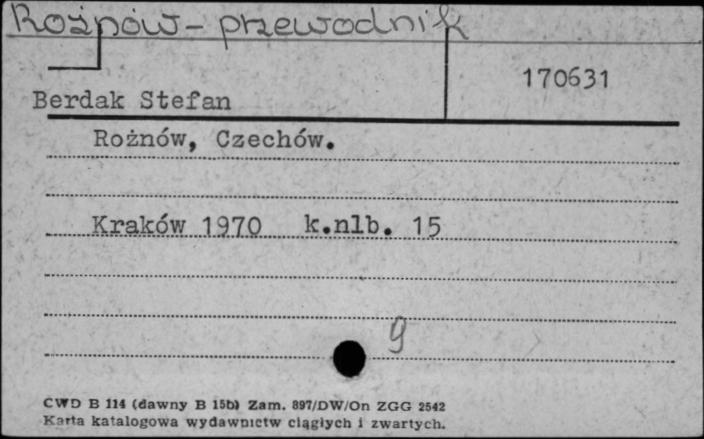 Rożnów - przewodnik
170631
Berdak Stefan
Rożnów, Czechów.
Kraków 1970 k.nlb. 15
9
CWD B 114 (dawny B 15b) Zam. 897/DW/On ZGG 2542
Karta katalogowa wydawnictw ciągłych i zwartych.